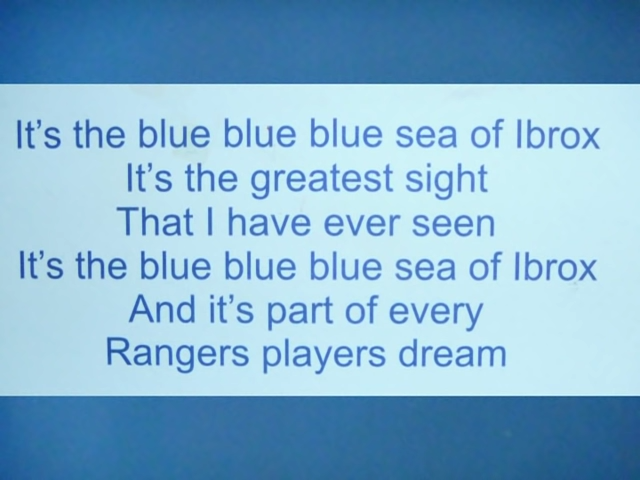 It’s the blue blue blue sea of Ibrox
It’s the greatest sight
That I have ever seen
It’s the blue blue blue sea of Ibrox
And it’s part of every
Rangers players dream